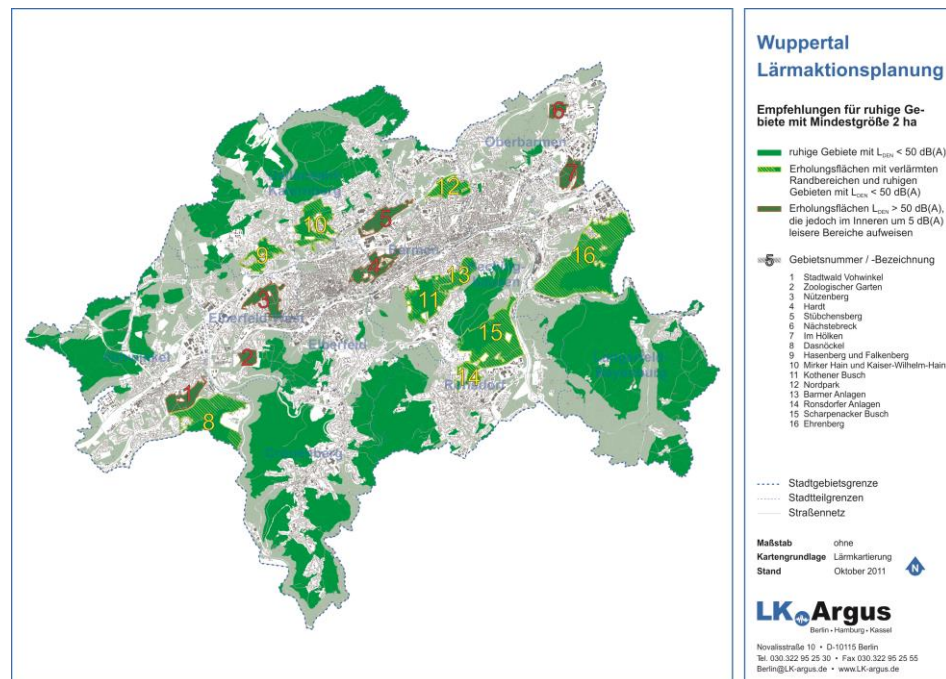 Wuppertal
Lärmaktionsplanung
Empfehlungen für ruhige Ge-
biete mit Mindestgröße 2 ha
ruhige Gebiete mit L_DEN < 50 dB(A)
Erholungsflächen mit verlärmten
Randbereichen und ruhigen
Gebieten mit L_DEN < 50 dB(A)
Erholungsflächen L_DEN > 50 dB(A),
die jedoch im Inneren um 5 dB(A)
leisere Bereiche aufweisen
5 Gebietsnummer / -Bezeichnung
1 Stadtwald Vohwinkel
2 Zoologischer Garten
3 Nützenberg
4 Hardt
5 Stübchensberg
6 Nächstebreck
7 Im Hölken
8 Dasnöckel
9 Hasenberg und Falkenberg
10 Mirker Hain und Kaiser-Wilhelm-Hain
11 Kothener Busch
12 Nordpark
13 Barmer Anlagen
14 Ronsdorfer Anlagen
15 Scharpenacker Busch
16 Ehrenberg
Stadtgebietsgrenze
Stadtteilgrenzen
Straßennetz
Maßstab ohne
Kartengrundlage Lärmkartierung
Stand Oktober 2011
N
LK Argus
Berlin • Hamburg • Kassel
Novalisstraße 10 • D-10115 Berlin
Tel. 030.322 95 25 30 • Fax 030.322 95 25 55
Berlin@LK-argus.de • www.LK-argus.de
6
Oberbarmen
7
12
10
5
9
Barmen
16
4
13
11
3
Elberfeld
15
2
14
Ronsdorf
1
8